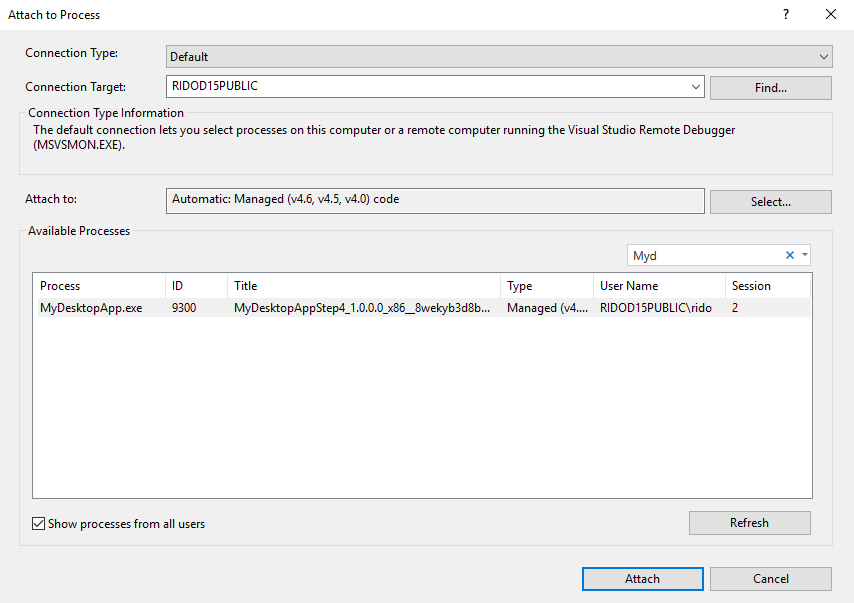 Attach to Process
?
Connection Type:
Default
Connection Target:
RIDOD15PUBLIC
Find...
Connection Type Information
The default connection lets you select processes on this computer or a remote computer running the Visual Studio Remote Debugger
(MSVSMON.EXE).
Attach to:
Automatic: Managed (v4.6, v4.5, v4.0) code
Select...
Available Processes
Myd
Process ID Title Type User Name Session
MyDesktopApp.exe 9300 MyDesktopAppStep4_1.0.0.0_x86__8wekyb3d8b... Managed (v4.... RIDOD15PUBLIC\rido 2
Show processes from all users
Refresh
Attach
Cancel